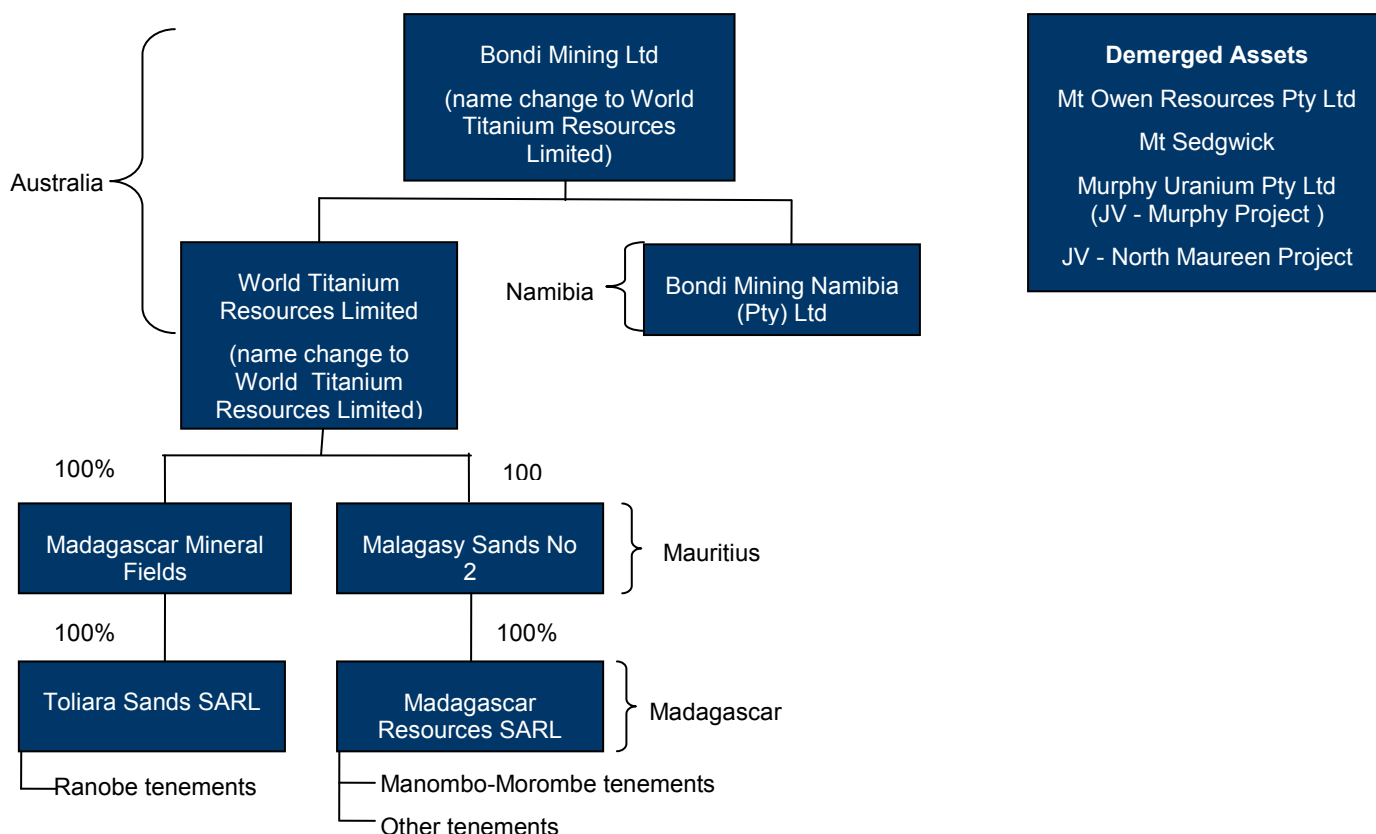 Bondi Mining Ltd
(name change to World
Titanium Resources
Limited)
Demerged Assets
Mt Owen Resources Pty Ltd
Mt Sedgwick
Murphy Uranium Pty Ltd
(JV - Murphy Project )
JV - North Maureen Project
Australia
World Titanium
Resources Limited
(name change to
World Titanium
Resources Limited)
Namibia
Bondi Mining Namibia
(Pty) Ltd
100%
100
Madagascar Mineral
Fields
Malagasy Sands No
2
Mauritius
100%
100%
Toliara Sands SARL
Madagascar
Resources SARL
Madagascar
Ranobe tenements
Manombo-Morombe tenements
Other tenements